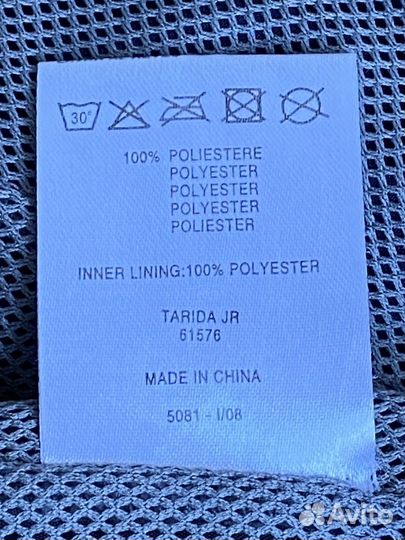 30°
100% POLIESTERE
POLYESTER
POLYESTER
POLYESTER
POLIESTER
INNER LINING:100% POLYESTER
TARIDA JR
61576
MADE IN CHINA
5081 - I/08
Avito